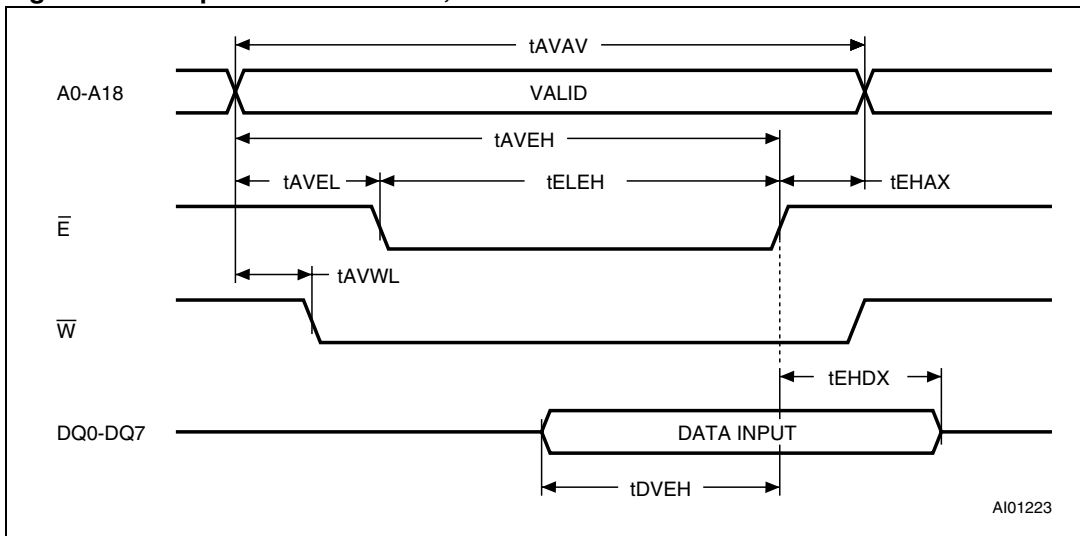 tAVAV
A0-A18
VALID
tAVEH
tAVEL
tELEH
tEHAX
E̅
tAVWL
W̅
tEHDX
DQ0-DQ7
DATA INPUT
tDVEH
AI01223